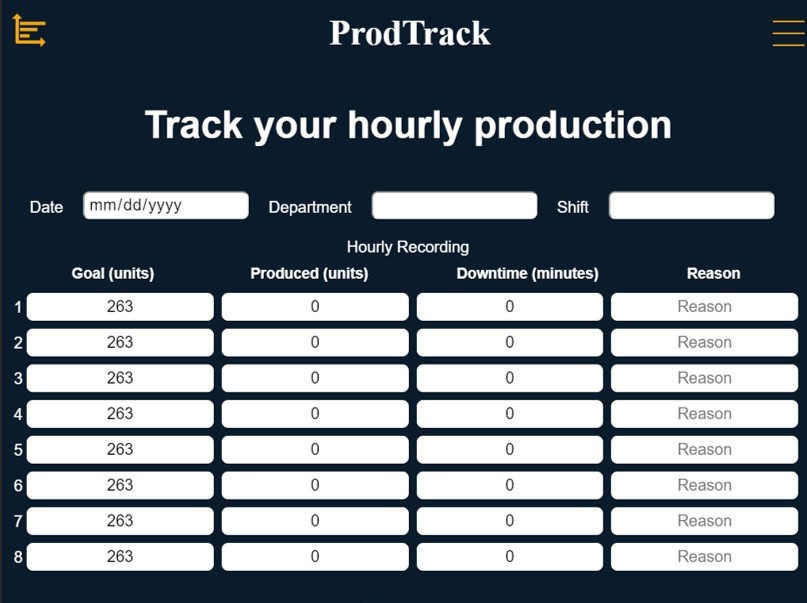 ProdTrack
Track your hourly production
Date mm/dd/yyyy Department Shift
Hourly Recording
Goal (units) Produced (units) Downtime (minutes) Reason
1 263 0 0 Reason
2 263 0 0 Reason
3 263 0 0 Reason
4 263 0 0 Reason
5 263 0 0 Reason
6 263 0 0 Reason
7 263 0 0 Reason
8 263 0 0 Reason